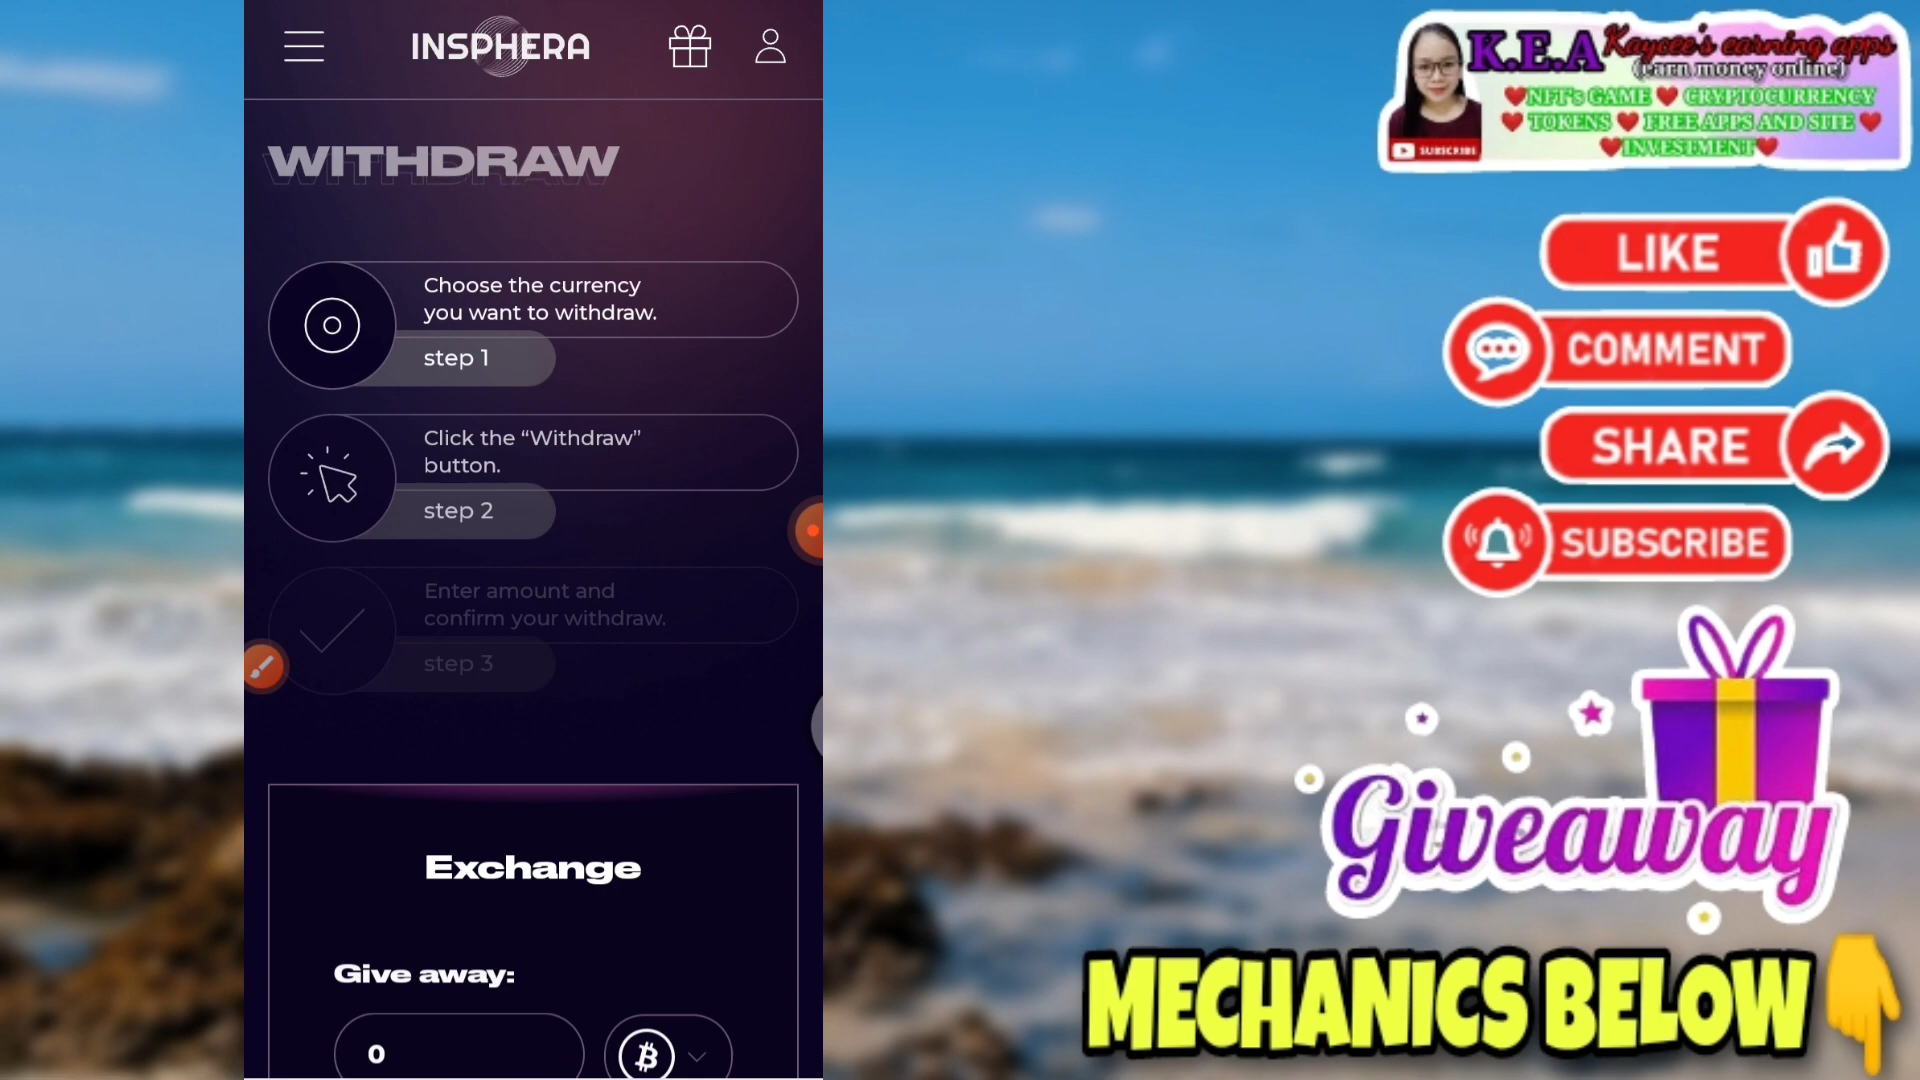 INSPHERA
WITHDRAW
Choose the currency
you want to withdraw.
step 1
Click the “Withdraw”
button.
step 2
Enter amount and
confirm your withdraw.
step 3
Exchange
Give away:
0
K.E.A Kaycee's earning apps
(earn money online)
❤️NFT's GAME ❤️ CRYPTOCURRENCY
❤️ TOKENS ❤️ FREE APPS AND SITE ❤️
❤️INVESTMENT❤️
SUBSCRIBE
LIKE
COMMENT
SHARE
SUBSCRIBE
Giveaway
MECHANICS BELOW👇